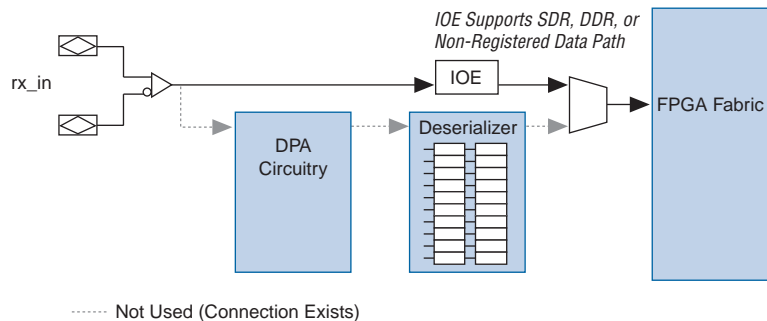 IOE Supports SDR, DDR, or
Non-Registered Data Path
rx_in
IOE
FPGA Fabric
DPA
Circuitry
Deserializer
Not Used (Connection Exists)